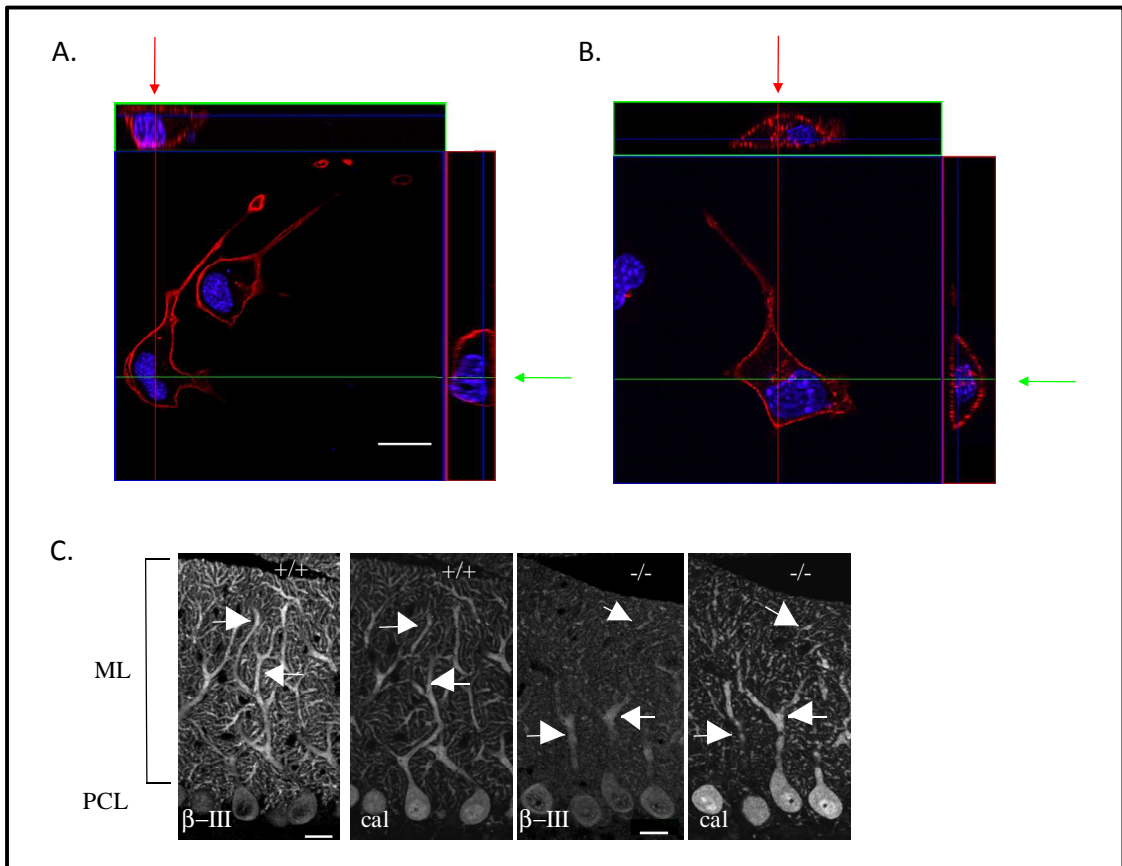 A.
B.
C.
+/+
+/+
-/-
-/-
ML
PCL
β–III
cal
β–III
cal